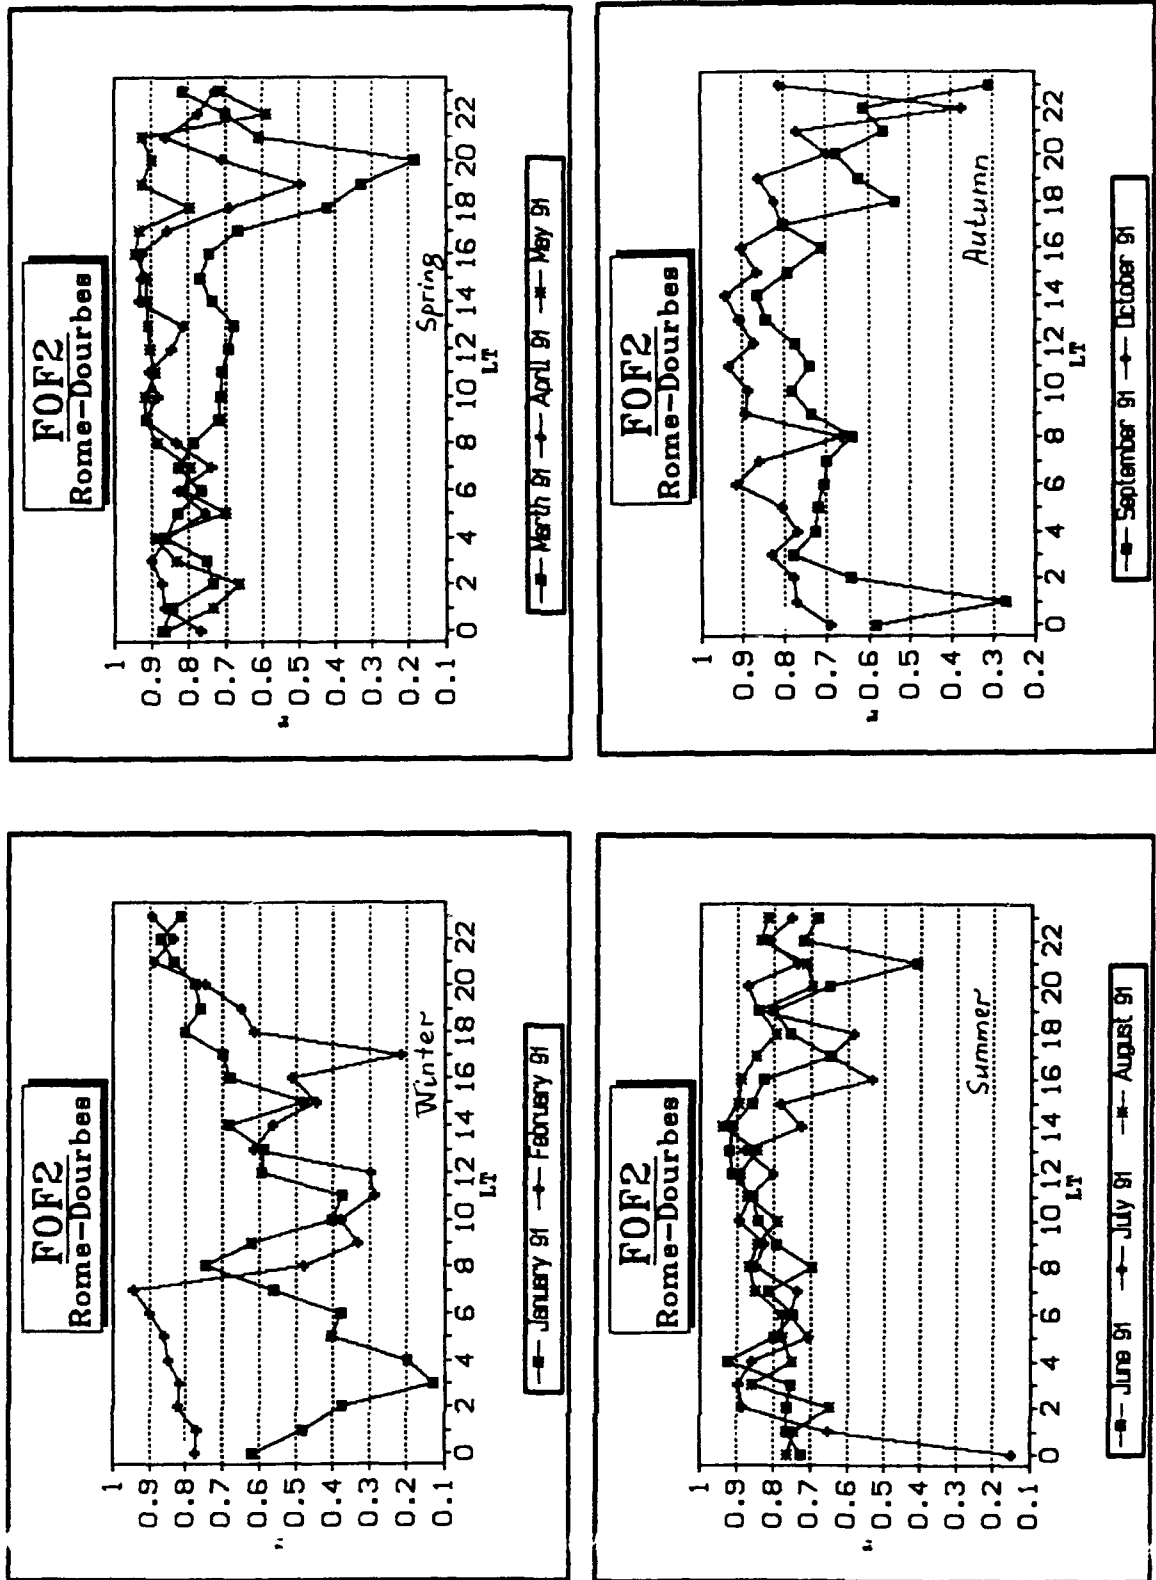 FOF2
Rome-Dourbes
1
0.9
0.8
0.7
0.6
0.5
0.4
0.3
0.2
0.1
0 2 4 6 8 10 12 14 16 18 20 22
LT
Winter
January 91 February 91
FOF2
Rome-Dourbes
1
0.9
0.8
0.7
0.6
0.5
0.4
0.3
0.2
0.1
0 2 4 6 8 10 12 14 16 18 20 22
LT
Spring
Marth 91 April 91 May 91
FOF2
Rome-Dourbes
1
0.9
0.8
0.7
0.6
0.5
0.4
0.3
0.2
0.1
0 2 4 6 8 10 12 14 16 18 20 22
LT
Summer
June 91 July 91 August 91
FOF2
Rome-Dourbes
1
0.9
0.8
0.7
0.6
0.5
0.4
0.3
0.2
0 2 4 6 8 10 12 14 16 18 20 22
LT
Autumn
September 91 October 91